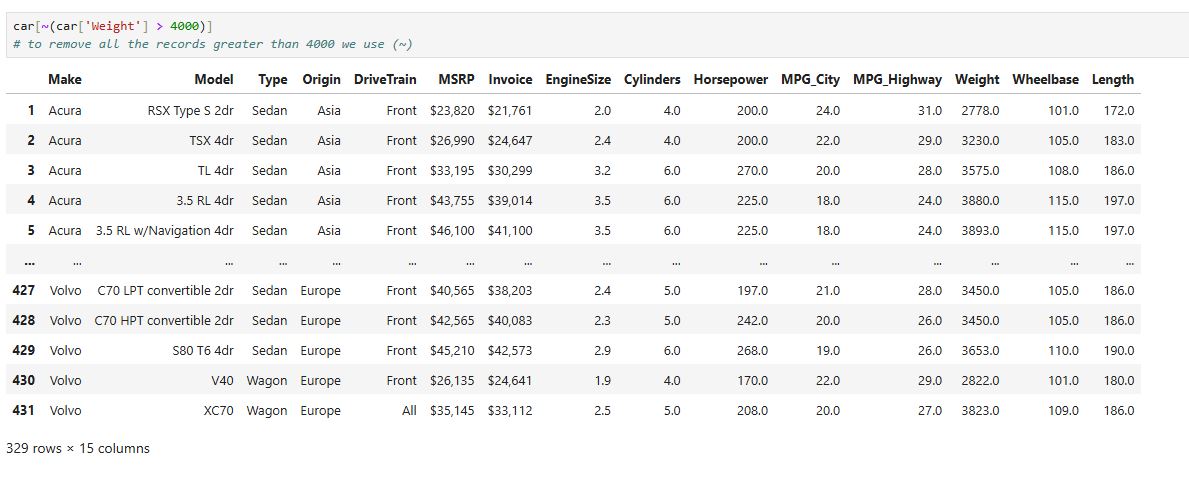 car[~(car['Weight'] > 4000)]
# to remove all the records greater than 4000 we use (~)
Make Model Type Origin DriveTrain MSRP Invoice EngineSize Cylinders Horsepower MPG_City MPG_Highway Weight Wheelbase Length
1 Acura RSX Type S 2dr Sedan Asia Front $23,820 $21,761 2.0 4.0 200.0 24.0 31.0 2778.0 101.0 172.0
2 Acura TSX 4dr Sedan Asia Front $26,990 $24,647 2.4 4.0 200.0 22.0 29.0 3230.0 105.0 183.0
3 Acura TL 4dr Sedan Asia Front $33,195 $30,299 3.2 6.0 270.0 20.0 28.0 3575.0 108.0 186.0
4 Acura 3.5 RL 4dr Sedan Asia Front $43,755 $39,014 3.5 6.0 225.0 18.0 24.0 3880.0 115.0 197.0
5 Acura 3.5 RL w/Navigation 4dr Sedan Asia Front $46,100 $41,100 3.5 6.0 225.0 18.0 24.0 3893.0 115.0 197.0
... ... ... ... ... ... ... ... ... ... ... ... ... ... ... ...
427 Volvo C70 LPT convertible 2dr Sedan Europe Front $40,565 $38,203 2.4 5.0 197.0 21.0 28.0 3450.0 105.0 186.0
428 Volvo C70 HPT convertible 2dr Sedan Europe Front $42,565 $40,083 2.3 5.0 242.0 20.0 26.0 3450.0 105.0 186.0
429 Volvo S80 T6 4dr Sedan Europe Front $45,210 $42,573 2.9 6.0 268.0 19.0 26.0 3653.0 110.0 190.0
430 Volvo V40 Wagon Europe Front $26,135 $24,641 1.9 4.0 170.0 22.0 29.0 2822.0 101.0 180.0
431 Volvo XC70 Wagon Europe All $35,145 $33,112 2.5 5.0 208.0 20.0 27.0 3823.0 109.0 186.0
329 rows × 15 columns